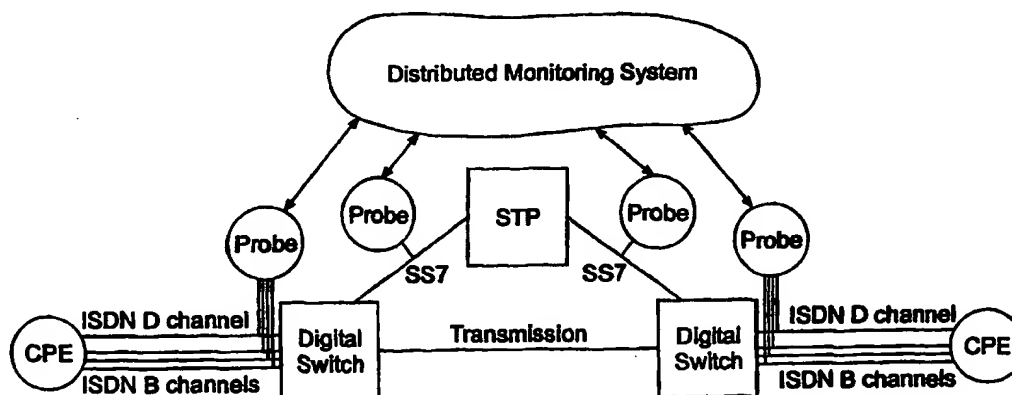 Distributed Monitoring System
Probe
Probe
STP
Probe
Probe
SS7
SS7
ISDN D channel
CPE
ISDN B channels
Digital
Switch
Transmission
Digital
Switch
ISDN D channel
CPE
ISDN B channels